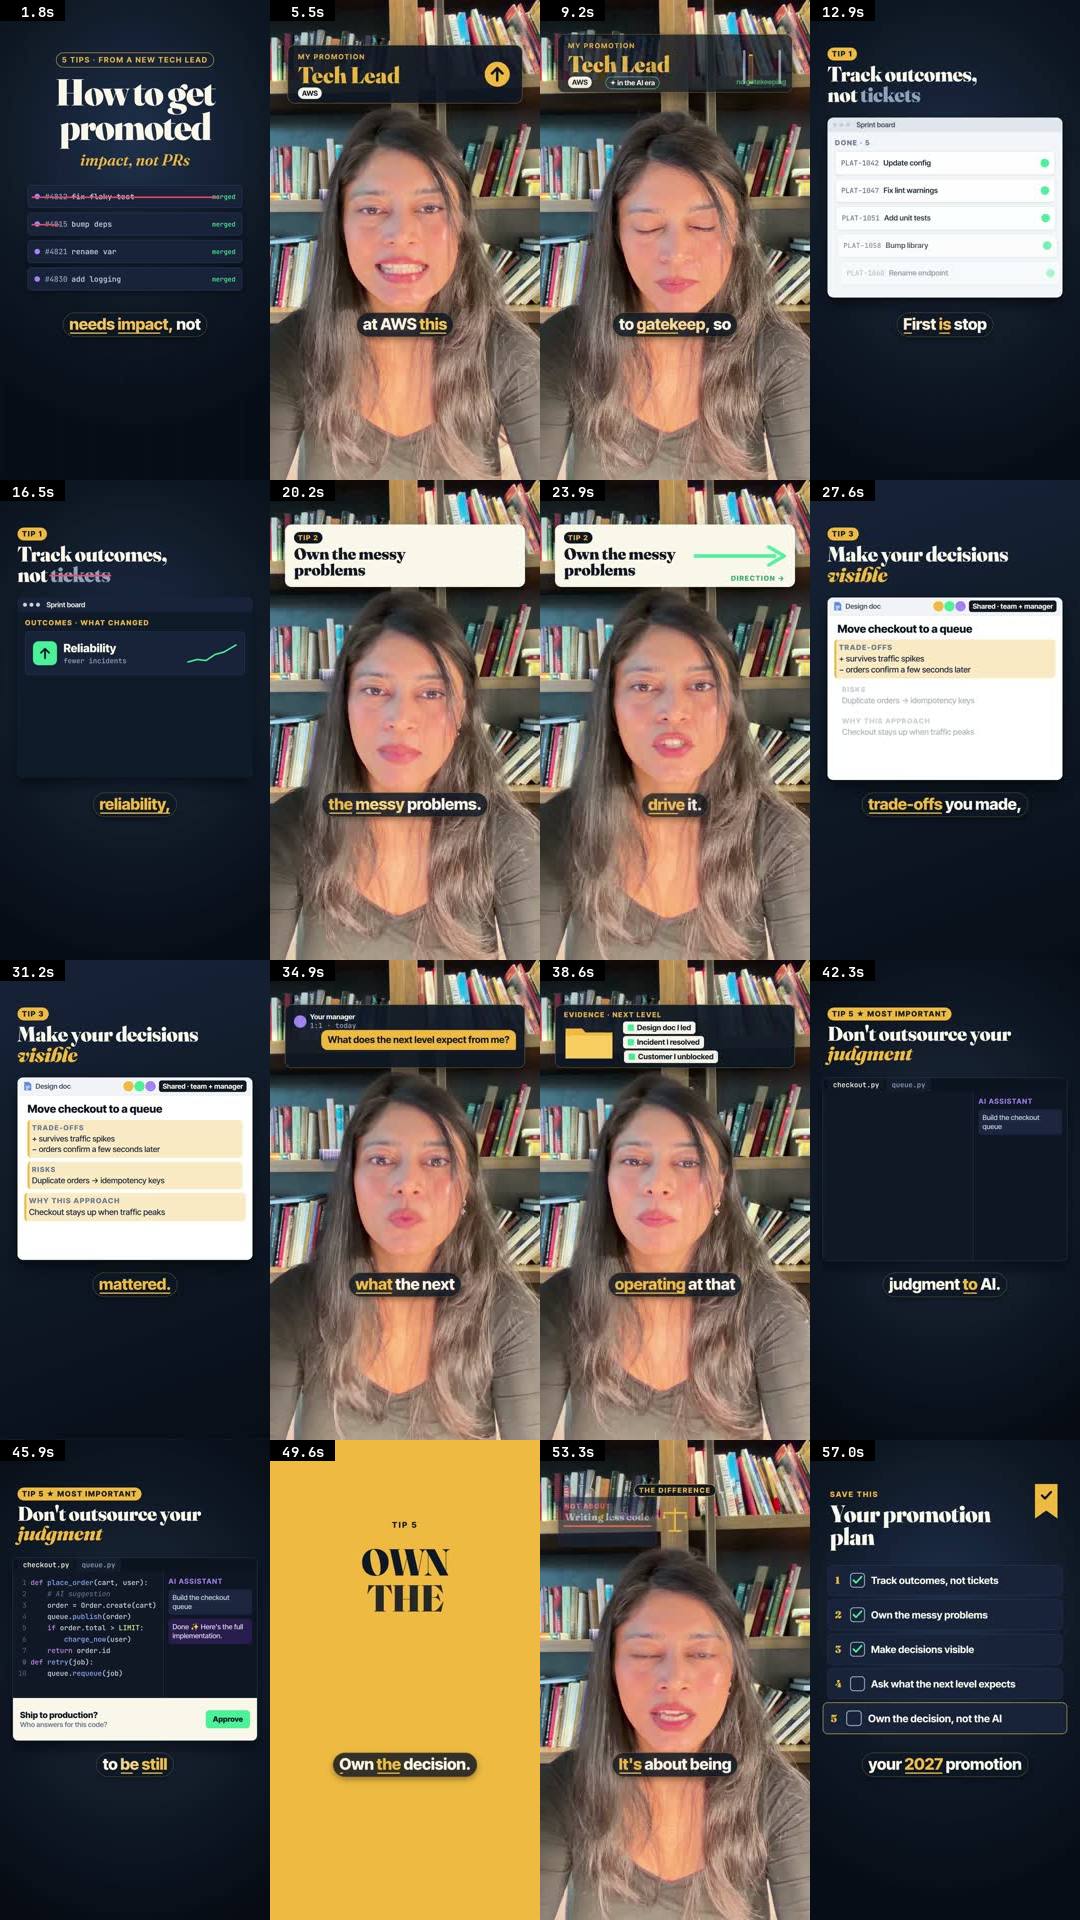 1.8s
5 TIPS · FROM A NEW TECH LEAD
How to get
promoted
impact, not PRs
#4812 fix flaky test merged
#4815 bump deps merged
#4821 rename var merged
#4830 add logging merged
needs impact, not
5.5s
MY PROMOTION
Tech Lead
AWS
at AWS this
9.2s
MY PROMOTION
Tech Lead
AWS + in the AI era
no gatekeeping
to gatekeep, so
12.9s
TIP 1
Track outcomes,
not tickets
Sprint board
DONE · 5
PLAT-1042 Update config
PLAT-1047 Fix lint warnings
PLAT-1051 Add unit tests
PLAT-1058 Bump library
PLAT-1060 Rename endpoint
First is stop
16.5s
TIP 1
Track outcomes,
not tickets
Sprint board
OUTCOMES · WHAT CHANGED
Reliability
fewer incidents
reliability,
20.2s
TIP 2
Own the messy
problems
the messy problems.
23.9s
TIP 2
Own the messy
problems
DIRECTION →
drive it.
27.6s
TIP 3
Make your decisions
visible
Design doc Shared · team + manager
Move checkout to a queue
TRADE-OFFS
+ survives traffic spikes
− orders confirm a few seconds later
RISKS
Duplicate orders → idempotency keys
WHY THIS APPROACH
Checkout stays up when traffic peaks
trade-offs you made,
31.2s
TIP 3
Make your decisions
visible
Design doc Shared · team + manager
Move checkout to a queue
TRADE-OFFS
+ survives traffic spikes
− orders confirm a few seconds later
RISKS
Duplicate orders → idempotency keys
WHY THIS APPROACH
Checkout stays up when traffic peaks
mattered.
34.9s
Your manager
1:1 · today
What does the next level expect from me?
what the next
38.6s
EVIDENCE · NEXT LEVEL
Design doc I led
Incident I resolved
Customer I unblocked
operating at that
42.3s
TIP 5 ★ MOST IMPORTANT
Don't outsource your
judgment
checkout.py queue.py
AI ASSISTANT
Build the checkout
queue
judgment to AI.
45.9s
TIP 5 ★ MOST IMPORTANT
Don't outsource your
judgment
checkout.py queue.py
1 def place_order(cart, user):
2 # AI suggestion
3 order = Order.create(cart)
4 queue.publish(order)
5 if order.total > LIMIT:
6 charge_now(user)
7 return order.id
9 def retry(job):
10 queue.requeue(job)
AI ASSISTANT
Build the checkout
queue
Done ✨ Here's the full
implementation.
Ship to production?
Who answers for this code?
Approve
to be still
49.6s
TIP 5
OWN
THE
Own the decision.
53.3s
THE DIFFERENCE
NOT ABOUT
Writing less code
It's about being
57.0s
SAVE THIS
Your promotion
plan
1 Track outcomes, not tickets
2 Own the messy problems
3 Make decisions visible
4 Ask what the next level expects
5 Own the decision, not the AI
your 2027 promotion